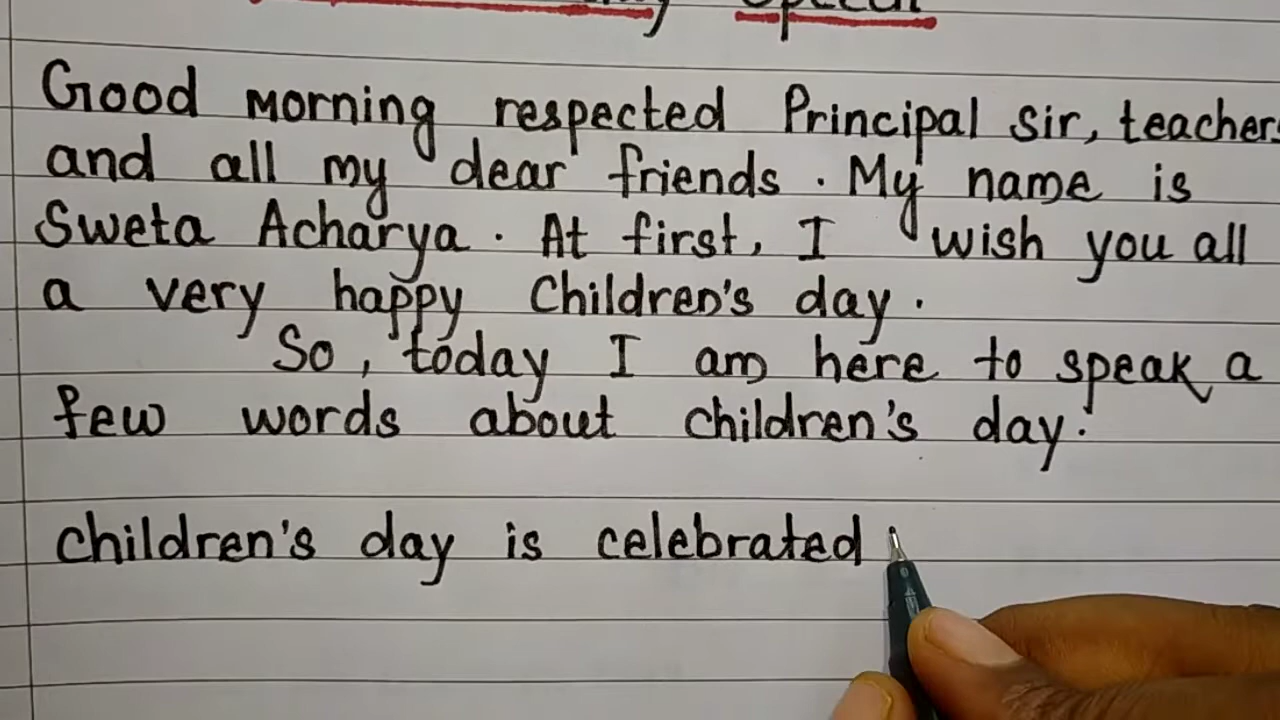 Speech
Good morning respected Principal sir, teachers
and all my dear friends. My name is
Sweta Acharya. At first, I wish you all
a very happy Children's day.
So, today I am here to speak a
few words about children's day.
children's day is celebrated